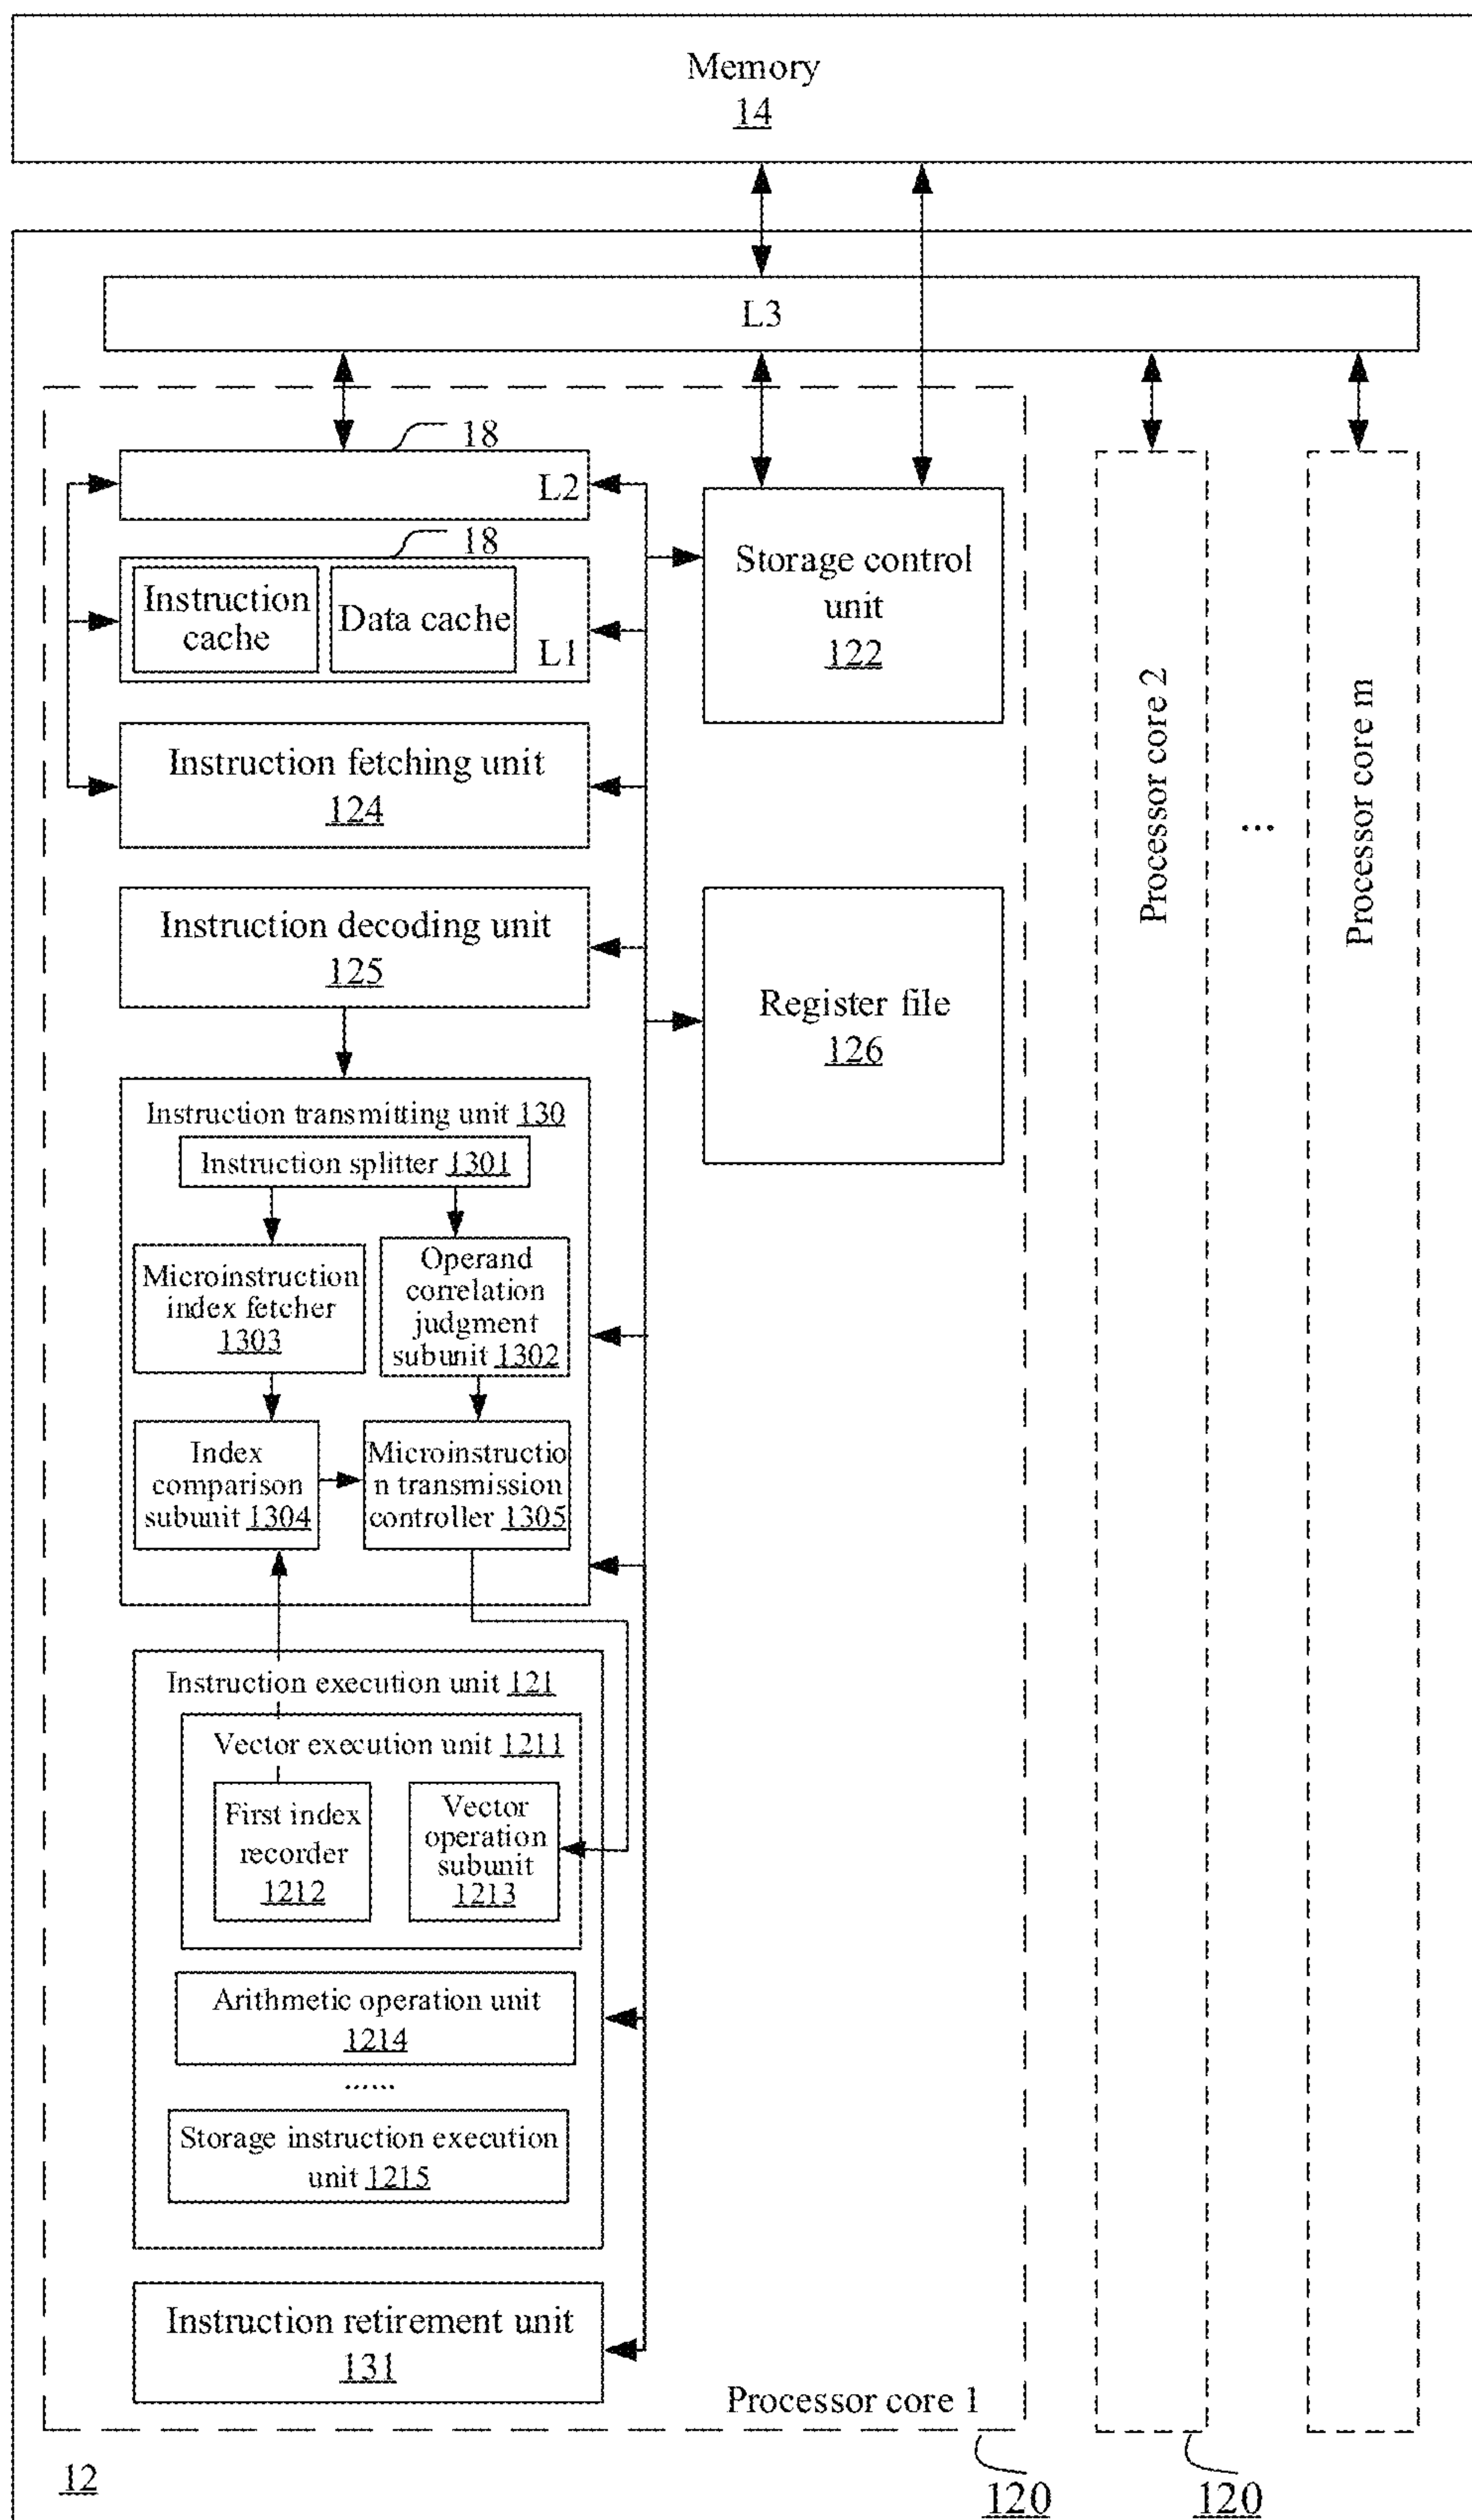 Memory
14
L3
18
L2
18
Instruction
cache
Data cache
L1
Storage control
unit
122
Instruction fetching unit
124
Instruction decoding unit
125
Register file
126
Processor core 2
...
Processor core m
Instruction transmitting unit 130
Instruction splitter 1301
Microinstruction
index fetcher
1303
Operand
correlation
judgment
subunit 1302
Index
comparison
subunit 1304
Microinstructio
n transmission
controller 1305
Instruction execution unit 121
Vector execution unit 1211
First index
recorder
1212
Vector
operation
subunit
1213
Arithmetic operation unit
1214
......
Storage instruction execution
unit 1215
Instruction retirement unit
131
Processor core 1
12
120
120